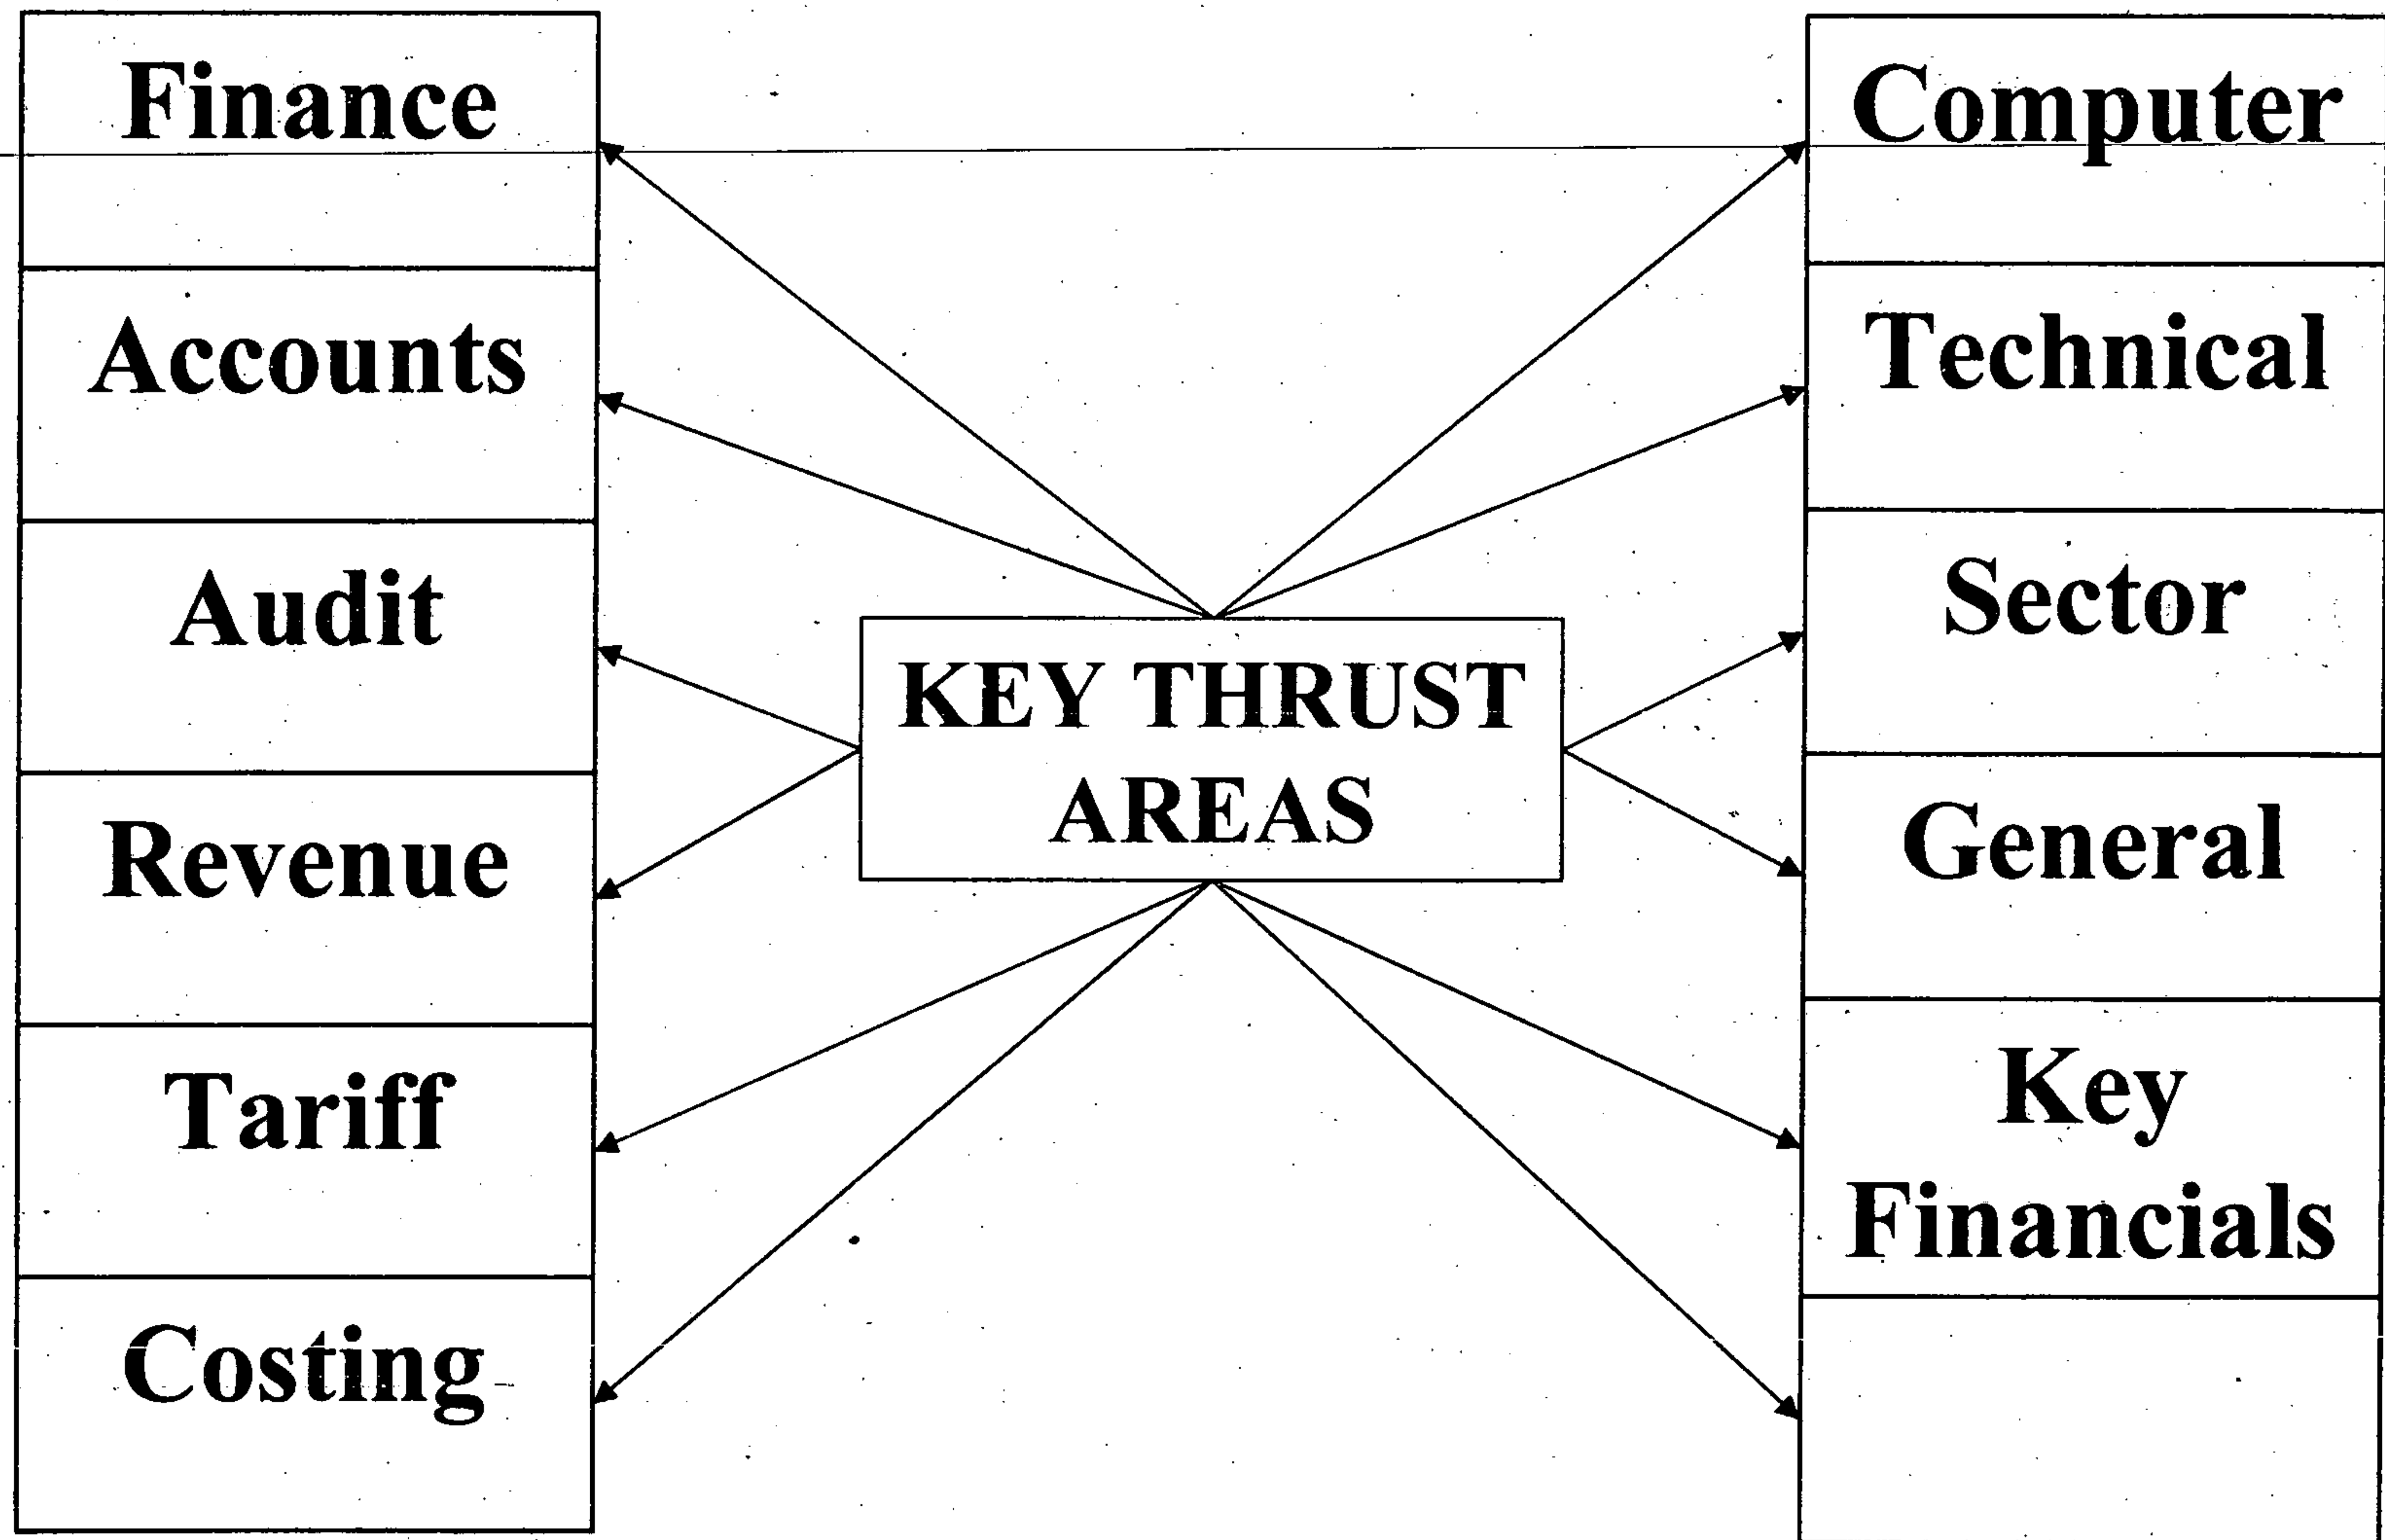 Finance
Accounts
Audit
Revenue
Tariff
Costing
KEY THRUST
AREAS
Computer
Technical
Sector
General
Key
Financials